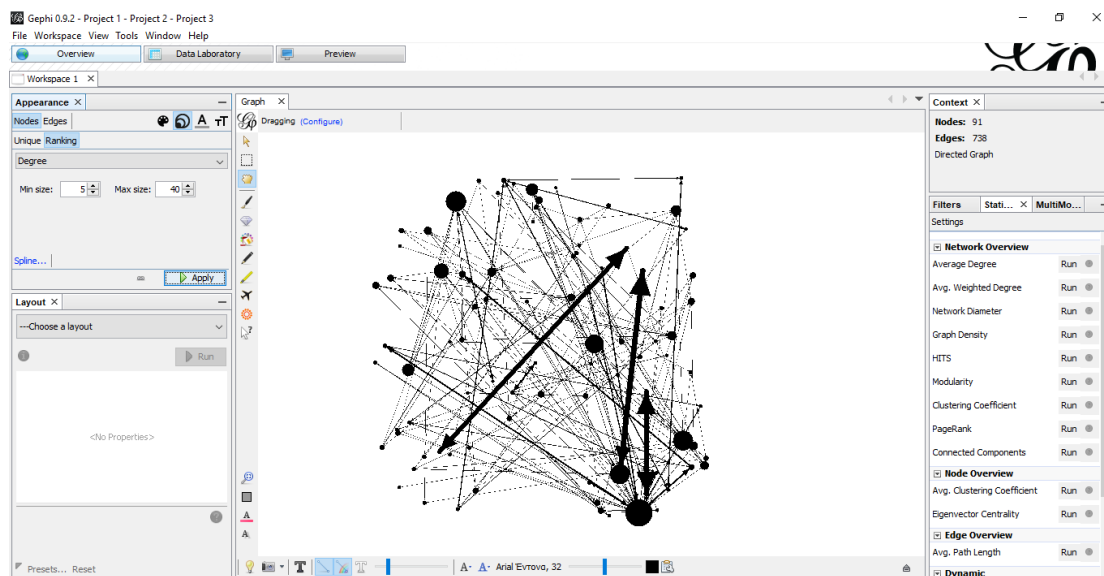 Gephi 0.9.2 - Project 1 - Project 2 - Project 3
File Workspace View Tools Window Help
Overview Data Laboratory Preview
Workspace 1
Appearance
Nodes Edges
Unique Ranking
Degree
Min size: 5 Max size: 40
Spline...
Apply
Layout
---Choose a layout
Run
<No Properties>
Presets... Reset
Graph
Dragging (Configure)
A- A- Arial Έντονα, 32
Context
Nodes: 91
Edges: 738
Directed Graph
Filters Stati... MultiMo...
Settings
Network Overview
Average Degree Run
Avg. Weighted Degree Run
Network Diameter Run
Graph Density Run
HITS Run
Modularity Run
Clustering Coefficient Run
PageRank Run
Connected Components Run
Node Overview
Avg. Clustering Coefficient Run
Eigenvector Centrality Run
Edge Overview
Avg. Path Length Run
Dynamic